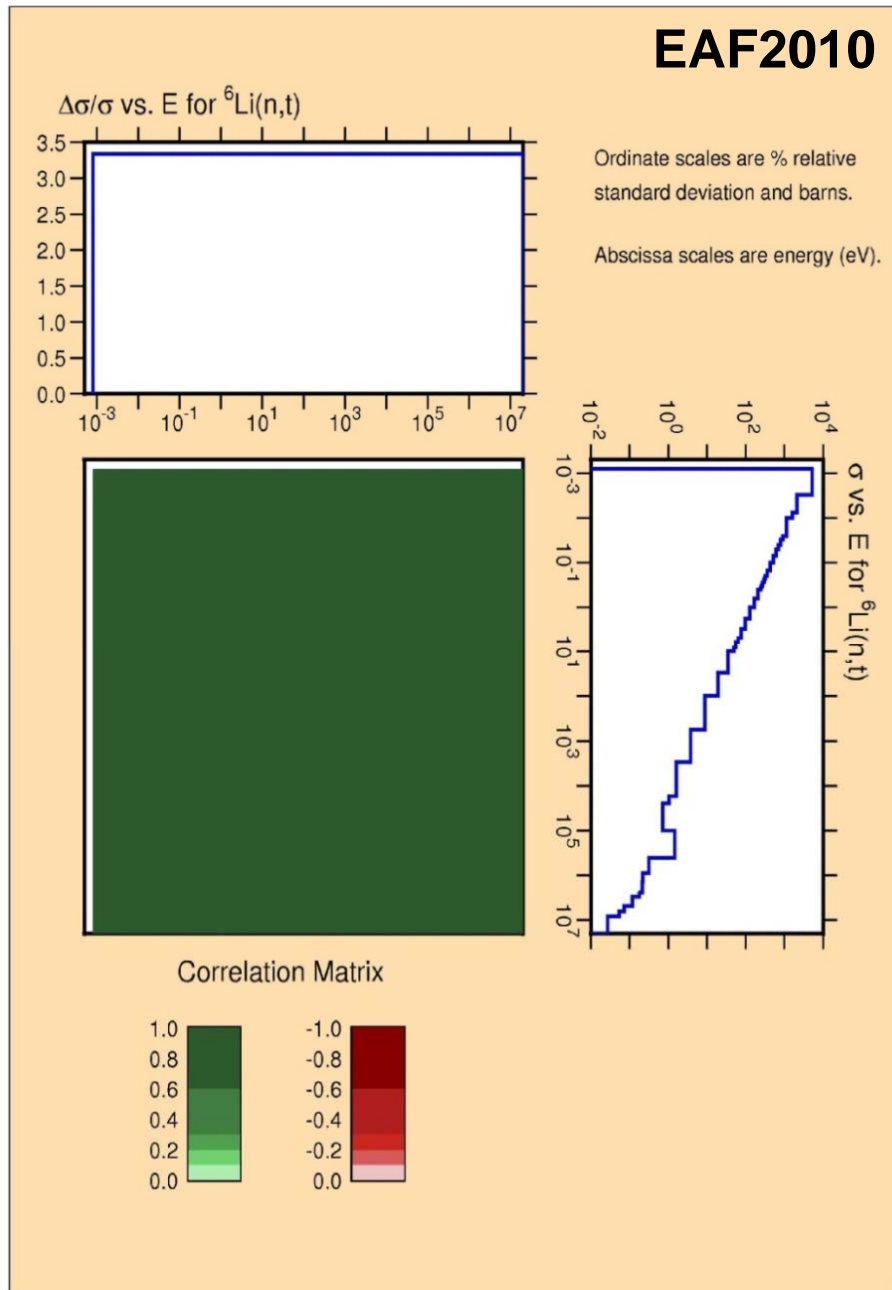 EAF2010
Δσ/σ vs. E for ⁶Li(n,t)
Ordinate scales are % relative
standard deviation and barns.
Abscissa scales are energy (eV).
3.5
3.0
2.5
2.0
1.5
1.0
0.5
0.0
10⁻³ 10⁻¹ 10¹ 10³ 10⁵ 10⁷
10⁻² 10⁰ 10² 10⁴
σ vs. E for ⁶Li(n,t)
10⁻³
10⁻¹
10¹
10³
10⁵
10⁷
Correlation Matrix
1.0 -1.0
0.8 -0.8
0.6 -0.6
0.4 -0.4
0.2 -0.2
0.0 0.0